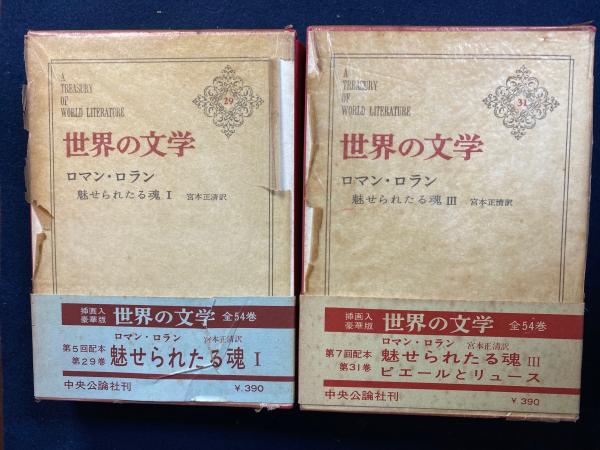 A
TREASURY
OF
WORLD LITERATURE
29
世界の文学
ロマン・ロラン
魅せられたる魂 I 宮本正清訳
挿画入
豪華版
世界の文学 全54巻
ロマン・ロラン 宮本正清訳
第5回配本
第29巻
魅せられたる魂 I
中央公論社刊 ¥.390
A
TREASURY
OF
WORLD LITERATURE
31
世界の文学
ロマン・ロラン
魅せられたる魂 III 宮本正清訳
挿画入
豪華版
世界の文学 全54巻
ロマン・ロラン 宮本正清訳
第7回配本
第31巻
魅せられたる魂 III
ピエールとリュース
中央公論社刊 ¥.390